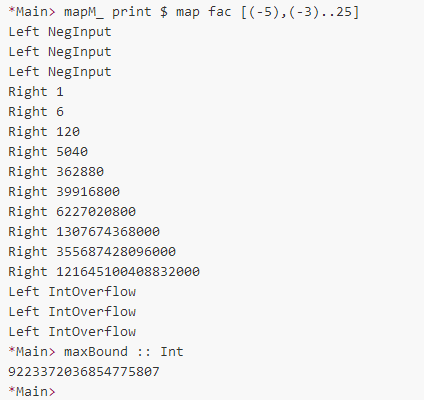 *Main> mapM_ print $ map fac [(-5),(-3)..25]
Left NegInput
Left NegInput
Left NegInput
Right 1
Right 6
Right 120
Right 5040
Right 362880
Right 39916800
Right 6227020800
Right 1307674368000
Right 355687428096000
Right 121645100408832000
Left IntOverflow
Left IntOverflow
Left IntOverflow
*Main> maxBound :: Int
9223372036854775807
*Main>